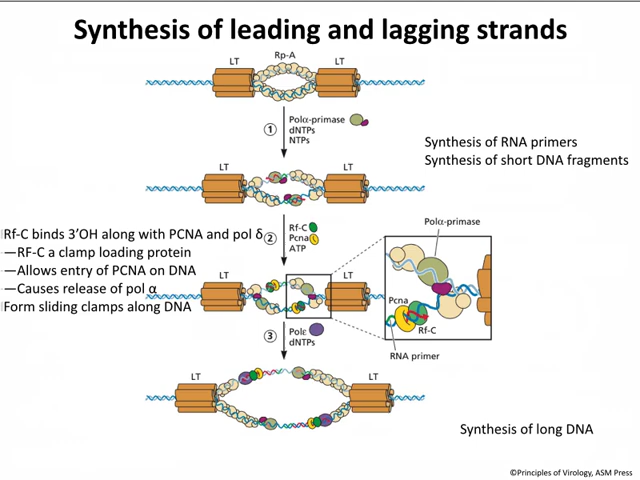 Synthesis of leading and lagging strands
Rp-A
LT LT
1
Polα-primase
dNTPs
NTPs
Synthesis of RNA primers
Synthesis of short DNA fragments
LT LT
Rf-C binds 3’OH along with PCNA and pol δ
—RF-C a clamp loading protein
—Allows entry of PCNA on DNA
—Causes release of pol α
Form sliding clamps along DNA
2
Rf-C
Pcna
ATP
Polα-primase
LT LT
Pcna
Rf-C
RNA primer
3
Polε
dNTPs
LT LT
Synthesis of long DNA
©Principles of Virology, ASM Press